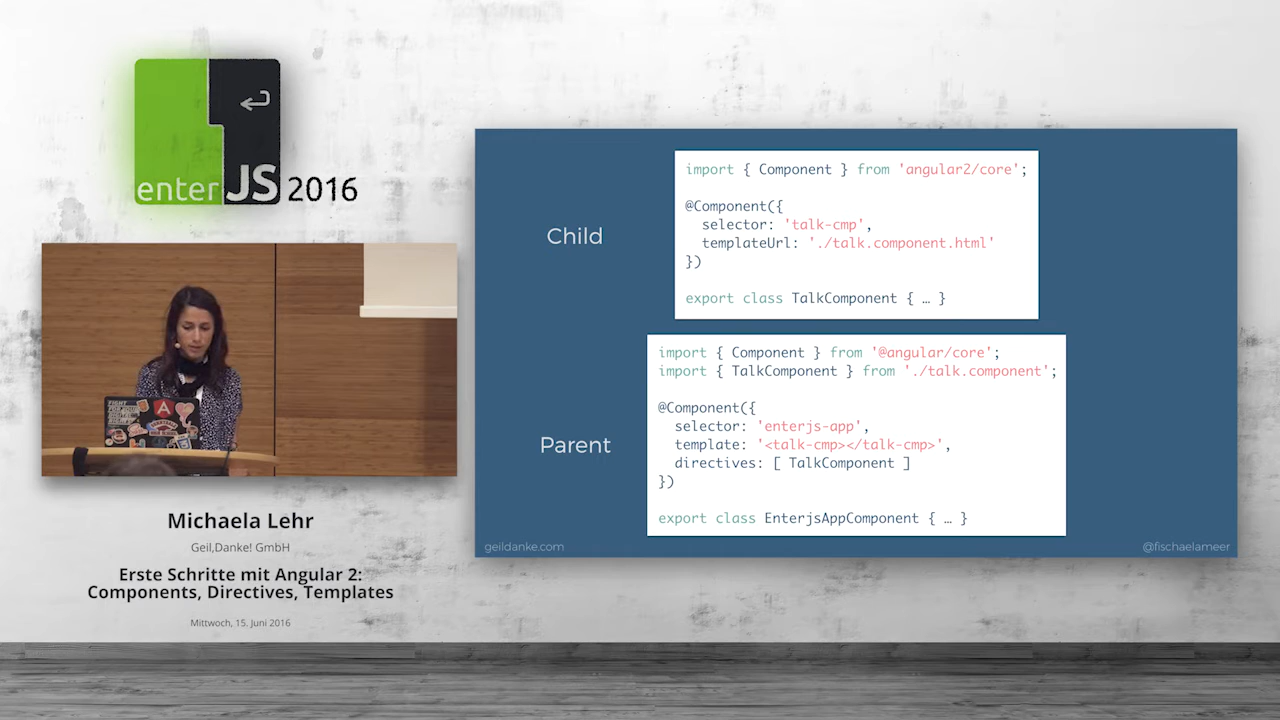 enterJS 2016
Michaela Lehr
Geil,Danke! GmbH
Erste Schritte mit Angular 2:
Components, Directives, Templates
Mittwoch, 15. Juni 2016
Child
import { Component } from 'angular2/core';
@Component({
selector: 'talk-cmp',
templateUrl: './talk.component.html'
})
export class TalkComponent { … }
Parent
import { Component } from '@angular/core';
import { TalkComponent } from './talk.component';
@Component({
selector: 'enterjs-app',
template: '<talk-cmp></talk-cmp>',
directives: [ TalkComponent ]
})
export class EnterjsAppComponent { … }
geildanke.com
@fischaelameer